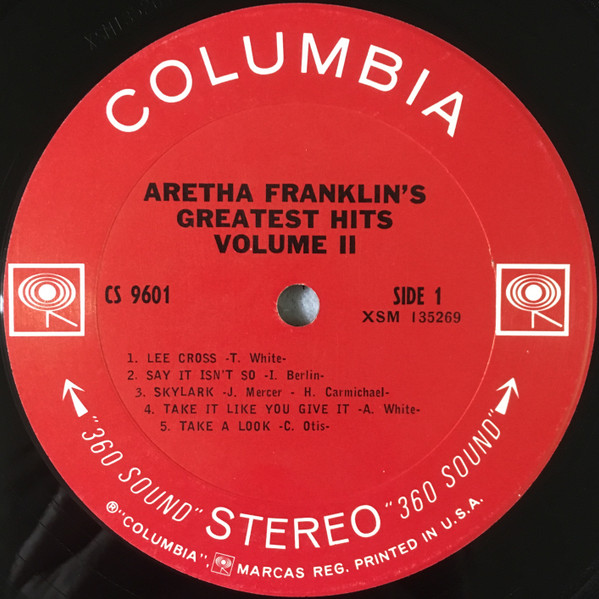 COLUMBIA
ARETHA FRANKLIN'S
GREATEST HITS
VOLUME II
CS 9601
SIDE 1
XSM 135269
1. LEE CROSS -T. White-
2. SAY IT ISN'T SO -I. Berlin-
3. SKYLARK -J. Mercer - H. Carmichael-
4. TAKE IT LIKE YOU GIVE IT -A. White-
5. TAKE A LOOK -C. Otis-
"360 SOUND" STEREO "360 SOUND"
®"COLUMBIA", MARCAS REG. PRINTED IN U.S.A.